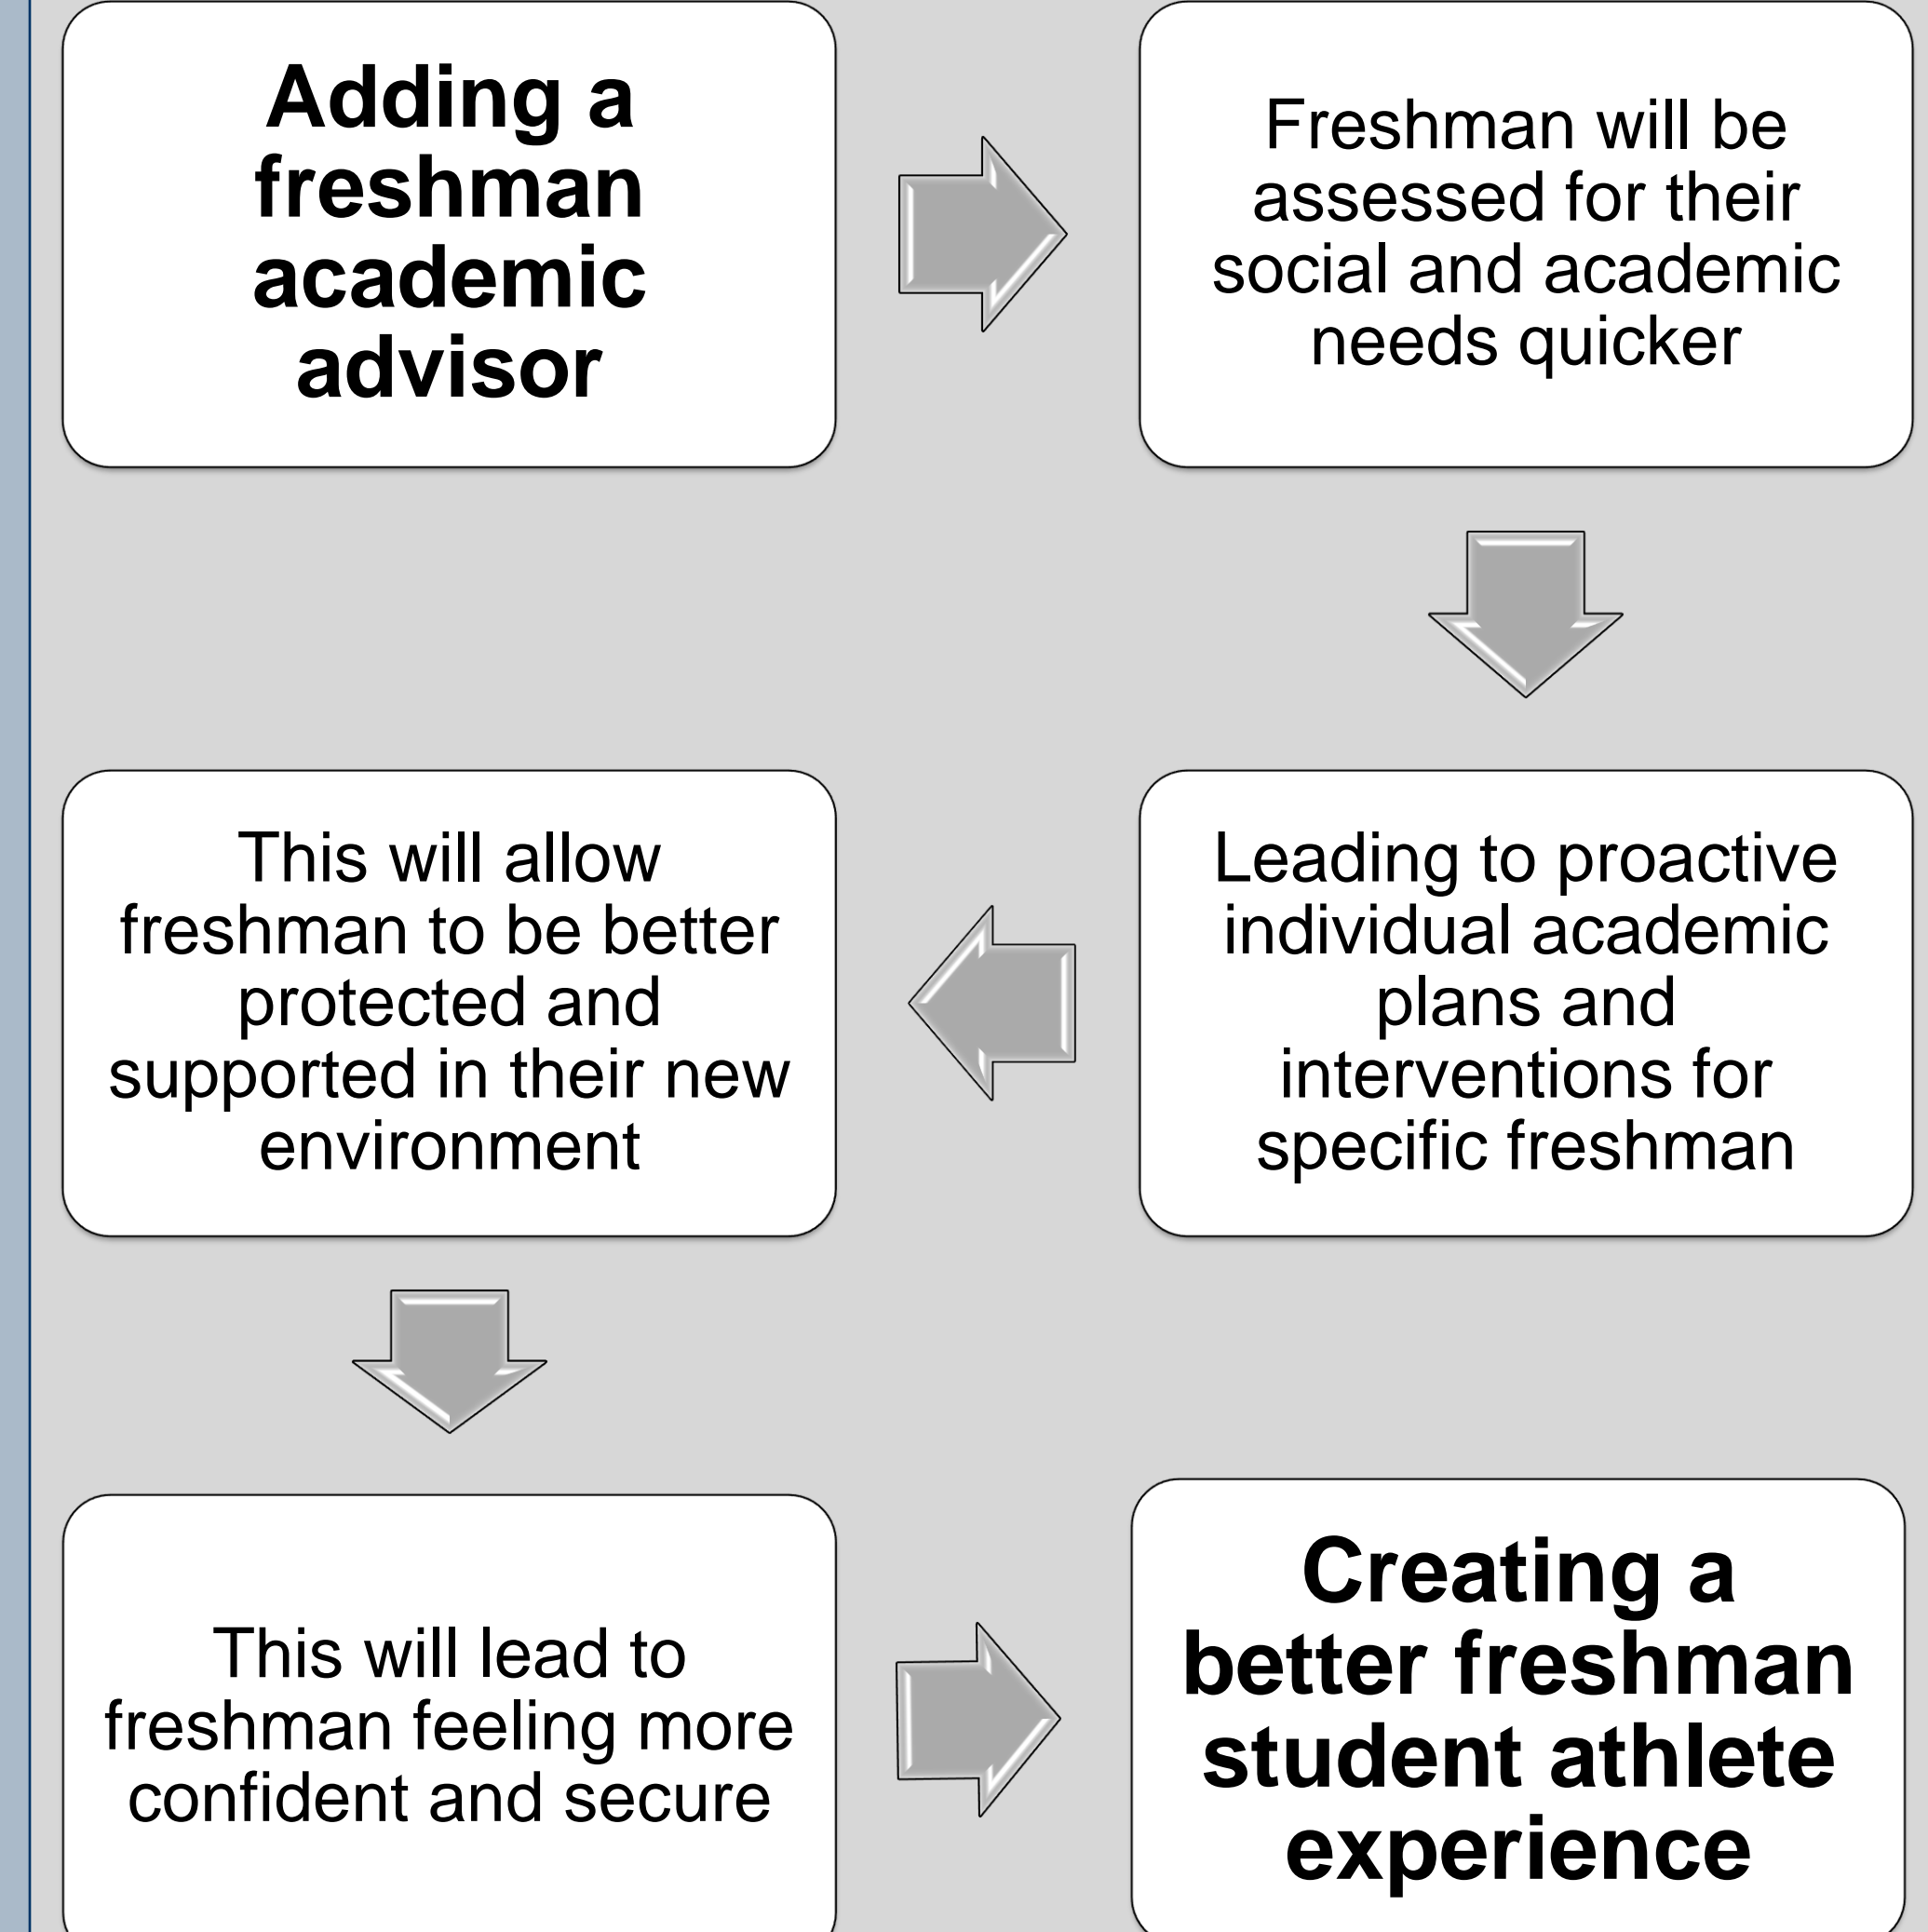 Adding a
freshman
academic
advisor
Freshman will be
assessed for their
social and academic
needs quicker
Leading to proactive
individual academic
plans and
interventions for
specific freshman
This will allow
freshman to be better
protected and
supported in their new
environment
This will lead to
freshman feeling more
confident and secure
Creating a
better freshman
student athlete
experience